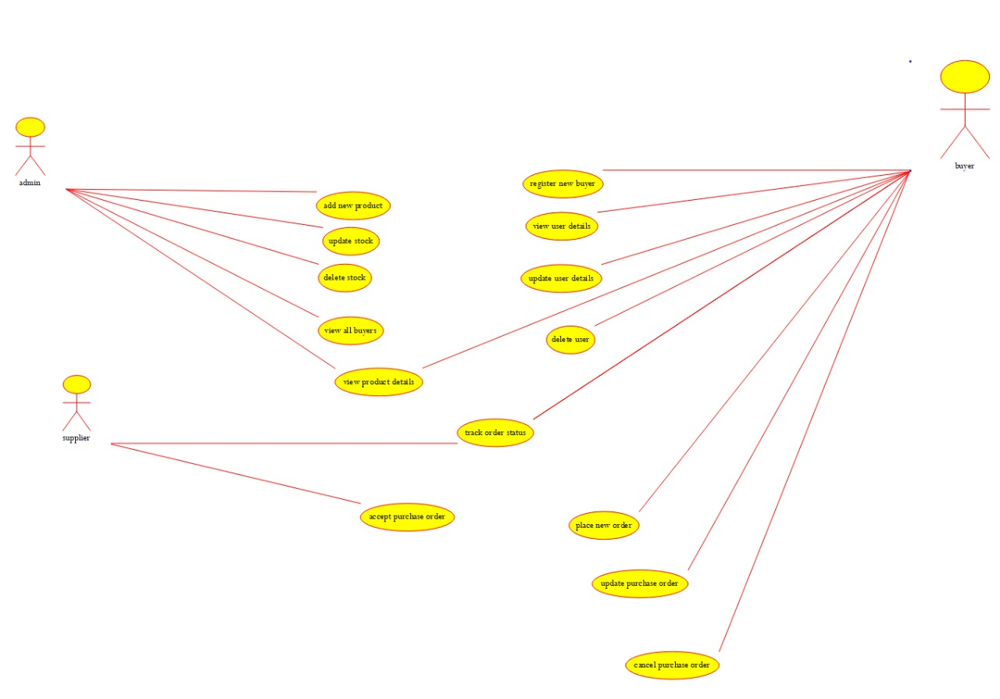 buyer
admin
register new buyer
add new product
view user details
update stock
delete stock
update user details
view all buyers
delete user
view product details
track order status
supplier
accept purchase order
place new order
update purchase order
cancel purchase order